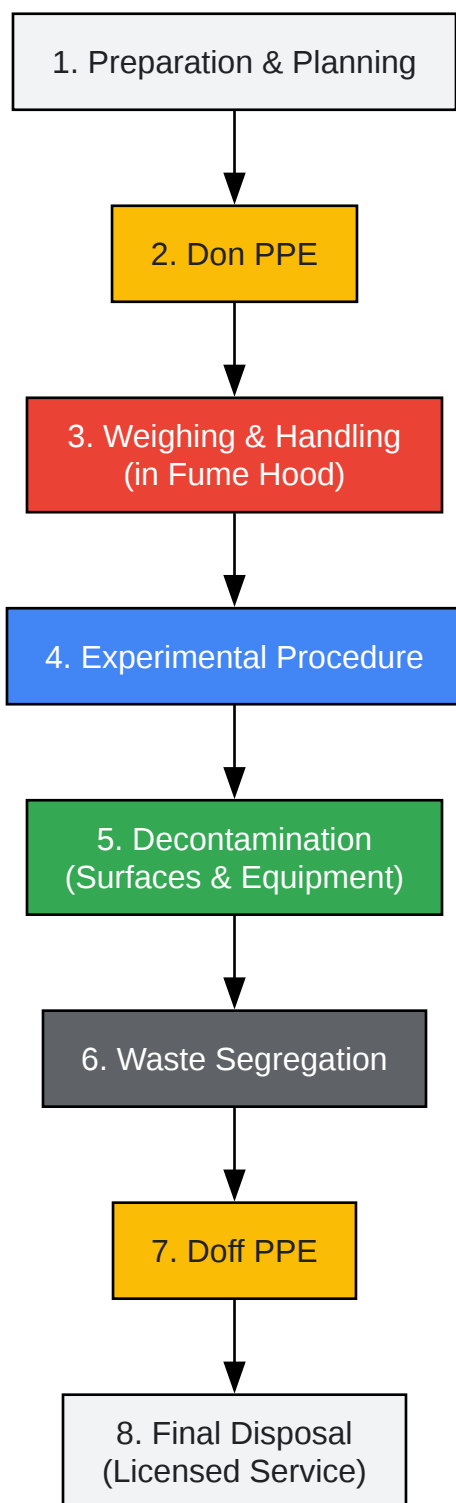 1. Preparation & Planning
2. Don PPE
3. Weighing & Handling
(in Fume Hood)
4. Experimental Procedure
5. Decontamination
(Surfaces & Equipment)
6. Waste Segregation
7. Doff PPE
8. Final Disposal
(Licensed Service)